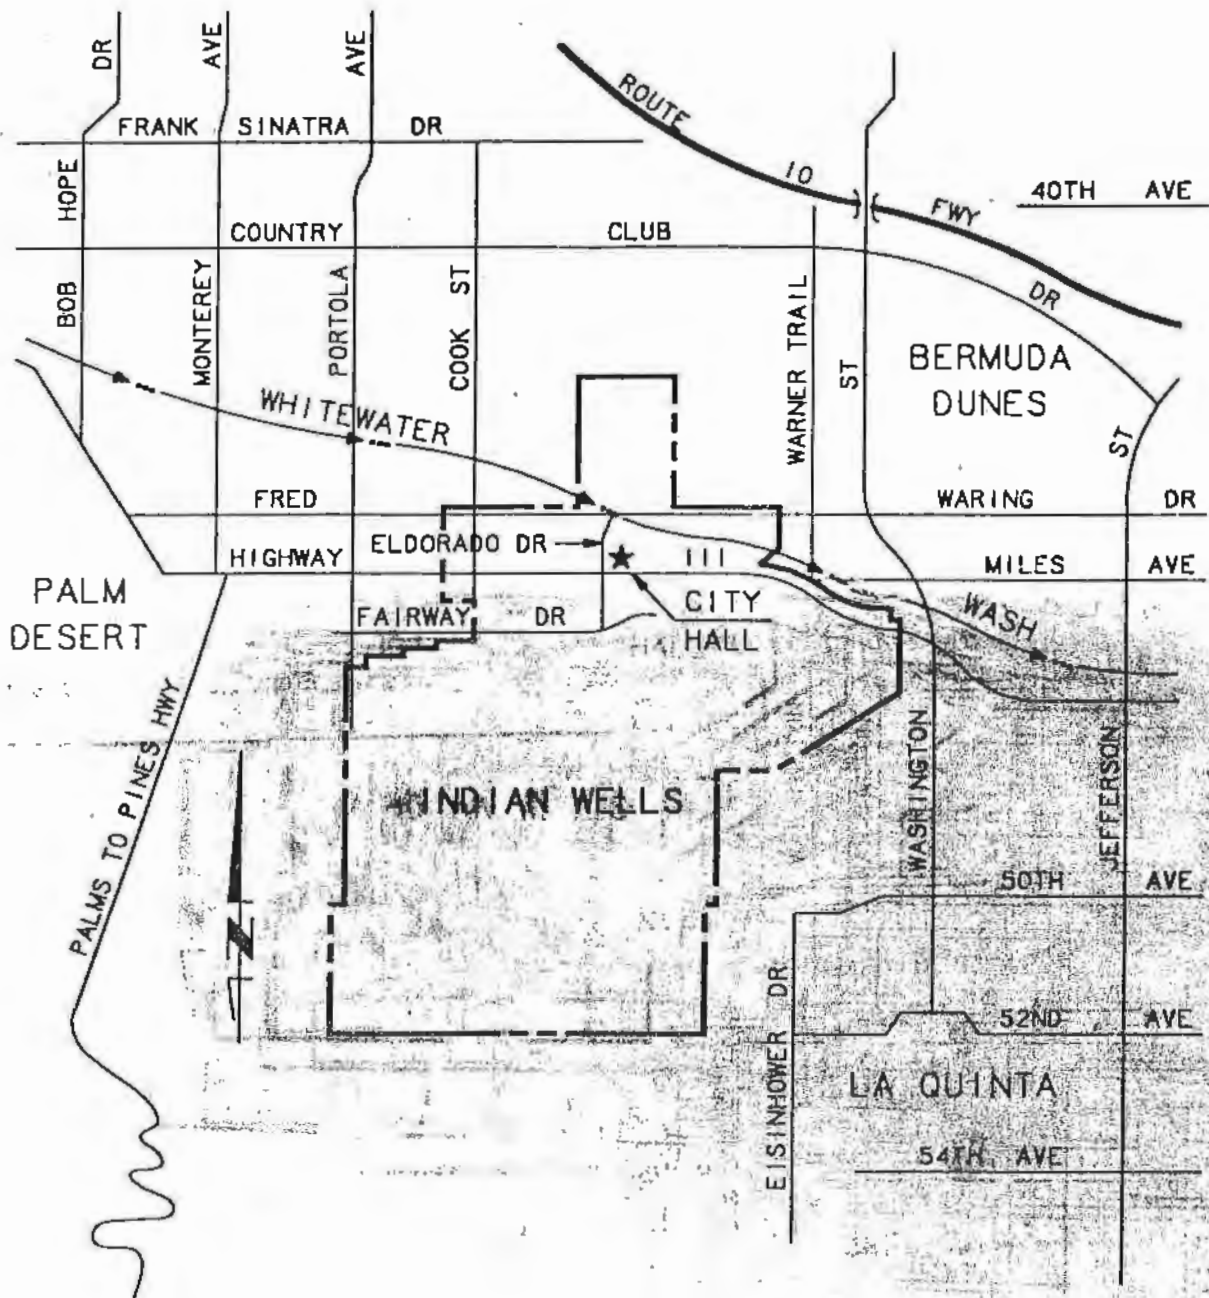 DR
AVE
AVE
ROUTE 10 FWY
FRANK SINATRA DR
BOB HOPE
40TH AVE
COUNTRY CLUB DR
MONTEREY
PORTOLA
COOK ST
WARNER TRAIL
ST
BERMUDA
DUNES
WHITEWATER
ST
FRED WARING DR
ELDORADO DR
HIGHWAY 111
MILES AVE
PALM
DESERT
FAIRWAY DR
CITY
HALL
WASH
PALMS TO PINES HWY
INDIAN WELLS
WASHINGTON
JEFFERSON
50TH AVE
N
EISINHOWER DR
52ND AVE
LA QUINTA
54TH AVE